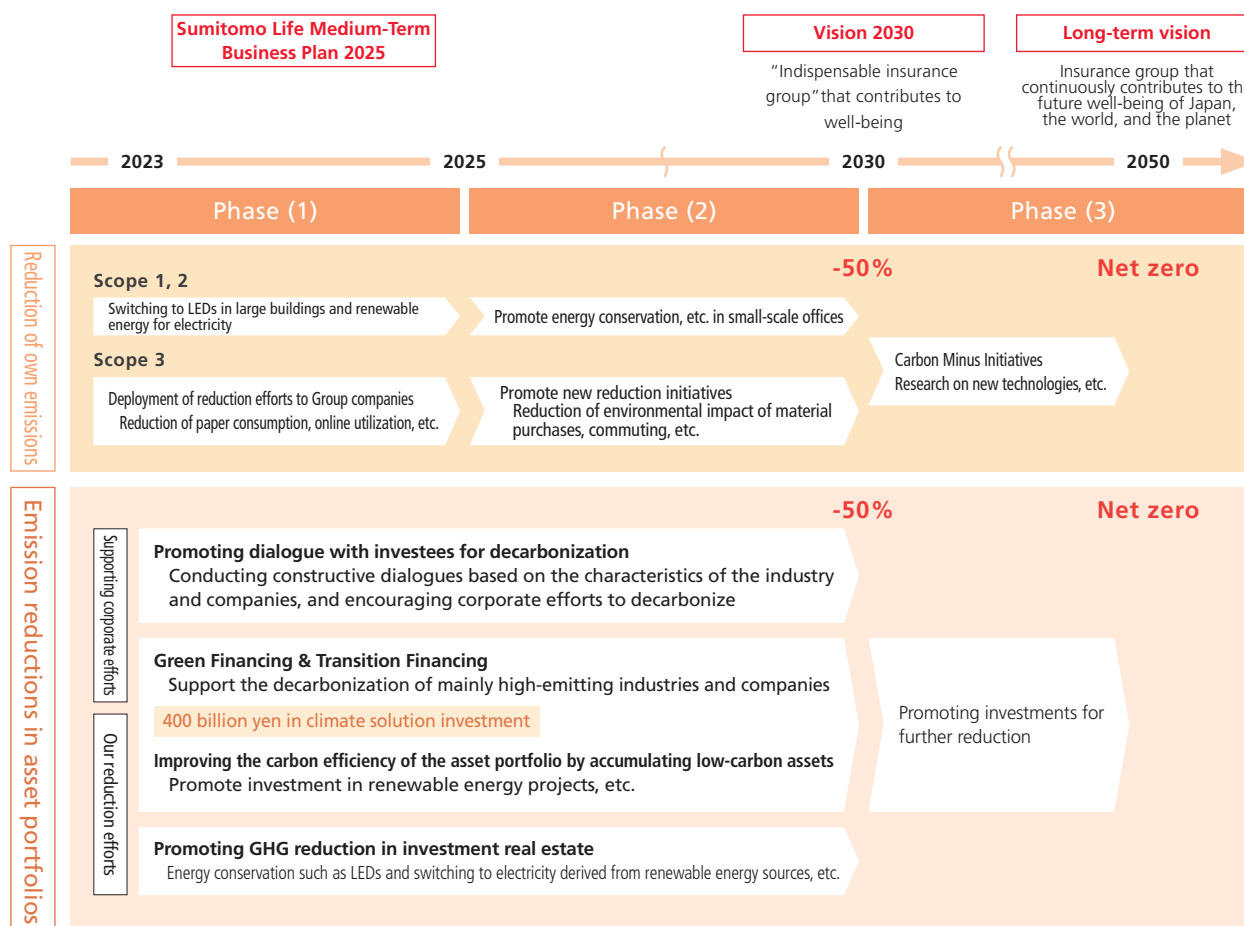 Sumitomo Life Medium-Term
Business Plan 2025
Vision 2030
“Indispensable insurance
group” that contributes to
well-being
Long-term vision
Insurance group that
continuously contributes to th
future well-being of Japan,
the world, and the planet
2023
2025
2030
2050
Phase (1)
Phase (2)
Phase (3)
Reduction of own emissions
-50%
Net zero
Scope 1, 2
Switching to LEDs in large buildings and renewable
energy for electricity
Promote energy conservation, etc. in small-scale offices
Scope 3
Deployment of reduction efforts to Group companies
Reduction of paper consumption, online utilization, etc.
Promote new reduction initiatives
Reduction of environmental impact of material
purchases, commuting, etc.
Carbon Minus Initiatives
Research on new technologies, etc.
Emission reductions in asset portfolios
-50%
Net zero
Supporting corporate efforts
Promoting dialogue with investees for decarbonization
Conducting constructive dialogues based on the characteristics of the industry
and companies, and encouraging corporate efforts to decarbonize
Green Financing & Transition Financing
Support the decarbonization of mainly high-emitting industries and companies
400 billion yen in climate solution investment
Our reduction efforts
Improving the carbon efficiency of the asset portfolio by accumulating low-carbon assets
Promote investment in renewable energy projects, etc.
Promoting investments for
further reduction
Promoting GHG reduction in investment real estate
Energy conservation such as LEDs and switching to electricity derived from renewable energy sources, etc.